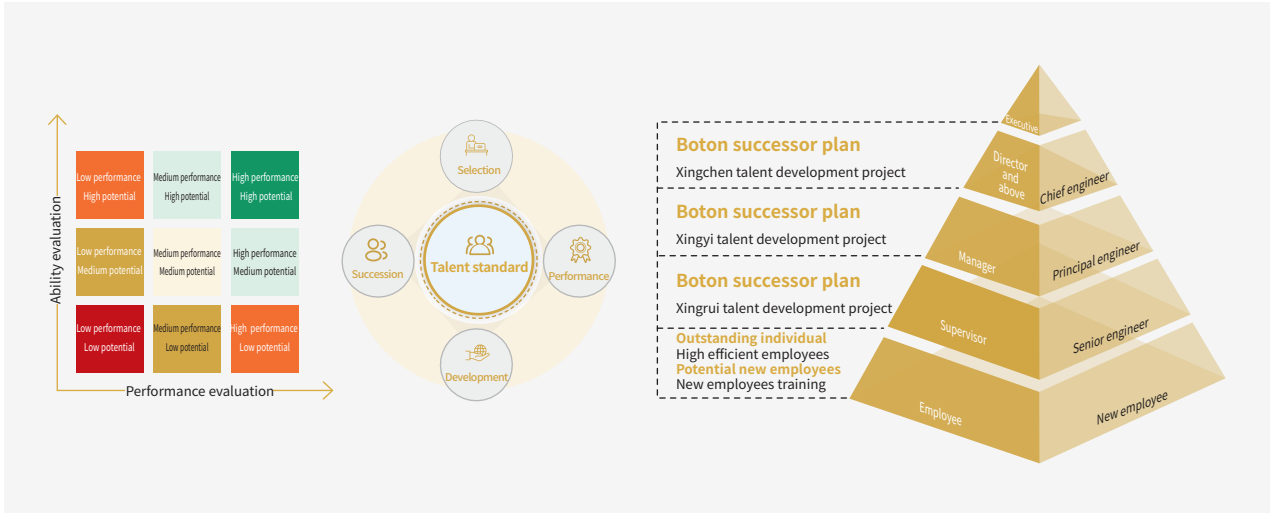 Ability evaluation
Low performance
High potential
Medium performance
High potential
High performance
High potential
Low performance
Medium potential
Medium performance
Medium potential
High performance
Medium potential
Low performance
Low potential
Medium performance
Low potential
High performance
Low potential
Performance evaluation
Selection
Succession
Talent standard
Performance
Development
Boton successor plan
Xingchen talent development project
Boton successor plan
Xingyi talent development project
Boton successor plan
Xingrui talent development project
Outstanding individual
High efficient employees
Potential new employees
New employees training
Executive
Director
and
above
Chief engineer
Manager
Principal engineer
Supervisor
Senior engineer
Employee
New employee